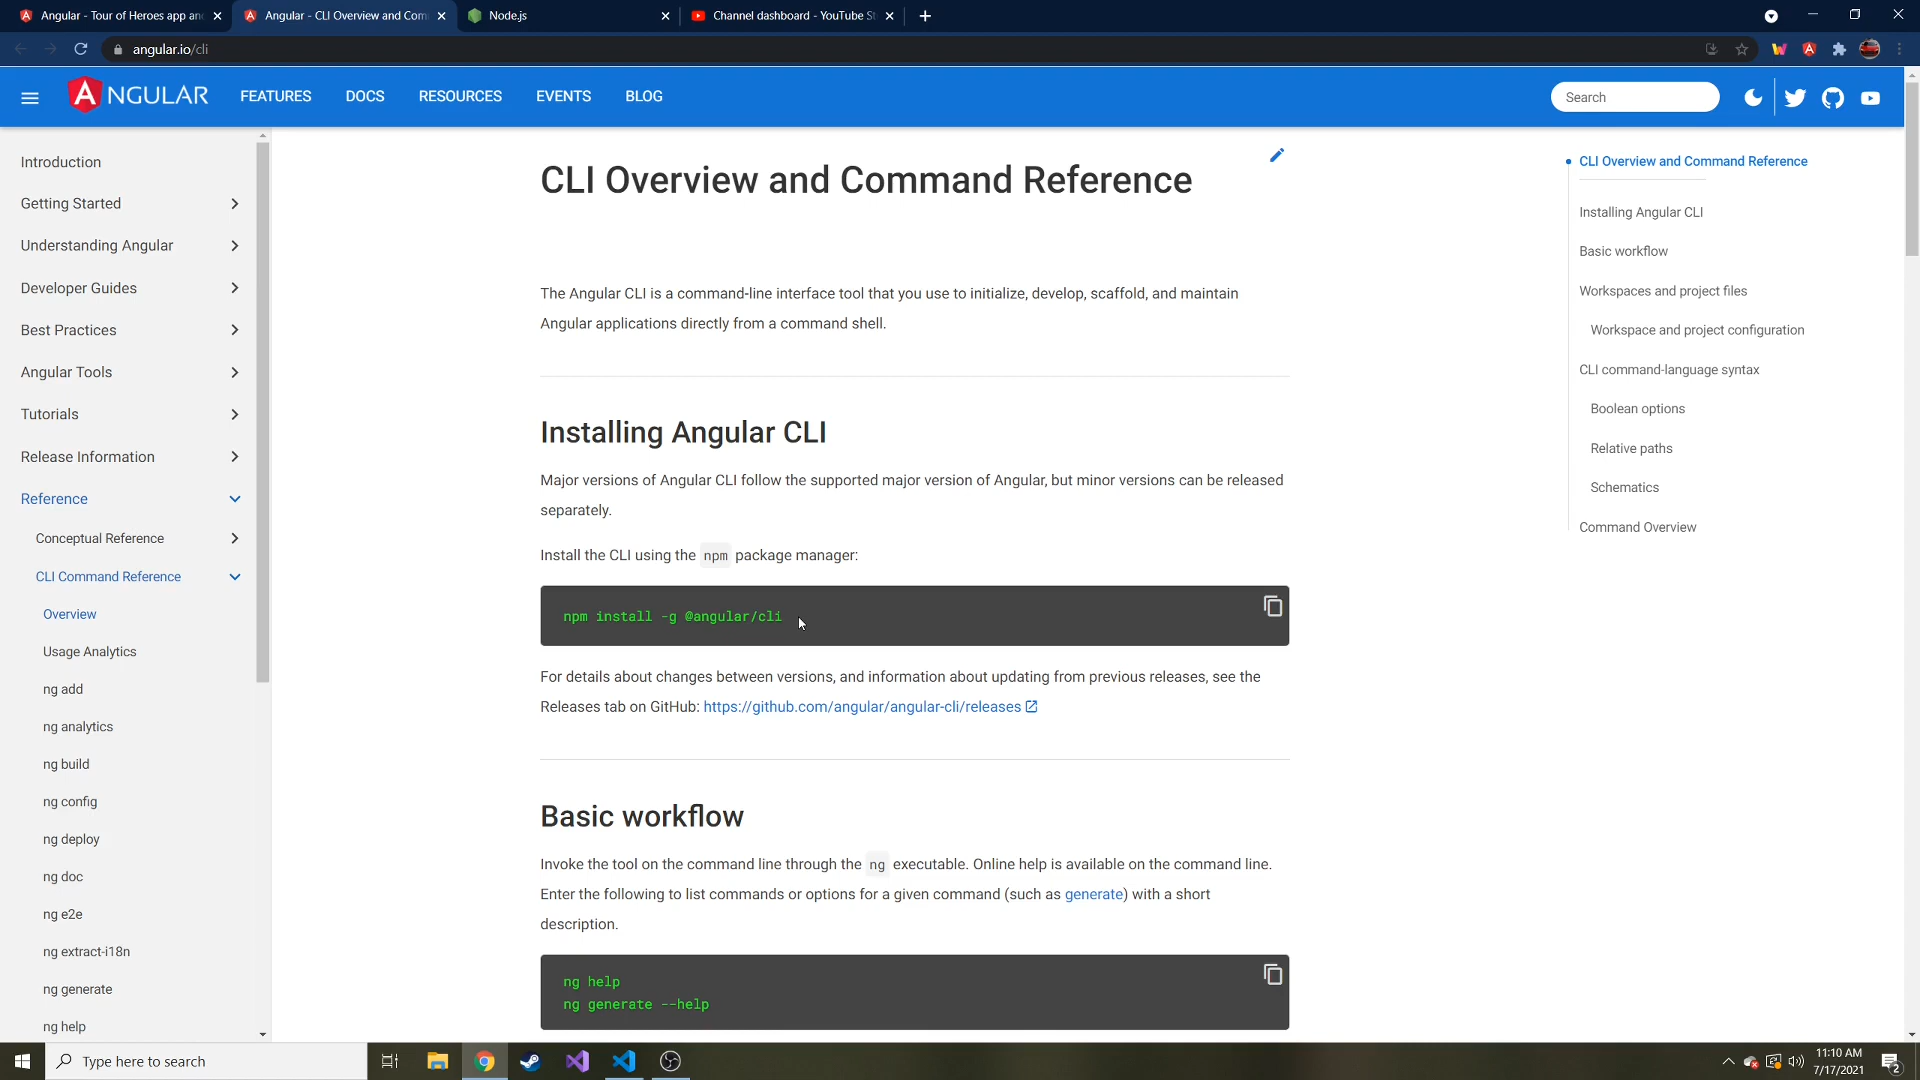 Angular - Tour of Heroes app and
Angular - CLI Overview and Com
Node.js
Channel dashboard - YouTube St
angular.io/cli
ANGULAR
FEATURES
DOCS
RESOURCES
EVENTS
BLOG
Search
Introduction
Getting Started
Understanding Angular
Developer Guides
Best Practices
Angular Tools
Tutorials
Release Information
Reference
Conceptual Reference
CLI Command Reference
Overview
Usage Analytics
ng add
ng analytics
ng build
ng config
ng deploy
ng doc
ng e2e
ng extract-i18n
ng generate
ng help
CLI Overview and Command Reference
The Angular CLI is a command-line interface tool that you use to initialize, develop, scaffold, and maintain
Angular applications directly from a command shell.
Installing Angular CLI
Major versions of Angular CLI follow the supported major version of Angular, but minor versions can be released
separately.
Install the CLI using the npm package manager:
npm install -g @angular/cli
For details about changes between versions, and information about updating from previous releases, see the
Releases tab on GitHub: https://github.com/angular/angular-cli/releases
Basic workflow
Invoke the tool on the command line through the ng executable. Online help is available on the command line.
Enter the following to list commands or options for a given command (such as generate) with a short
description.
ng help
ng generate --help
CLI Overview and Command Reference
Installing Angular CLI
Basic workflow
Workspaces and project files
Workspace and project configuration
CLI command-language syntax
Boolean options
Relative paths
Schematics
Command Overview
Type here to search
11:10 AM
7/17/2021
2